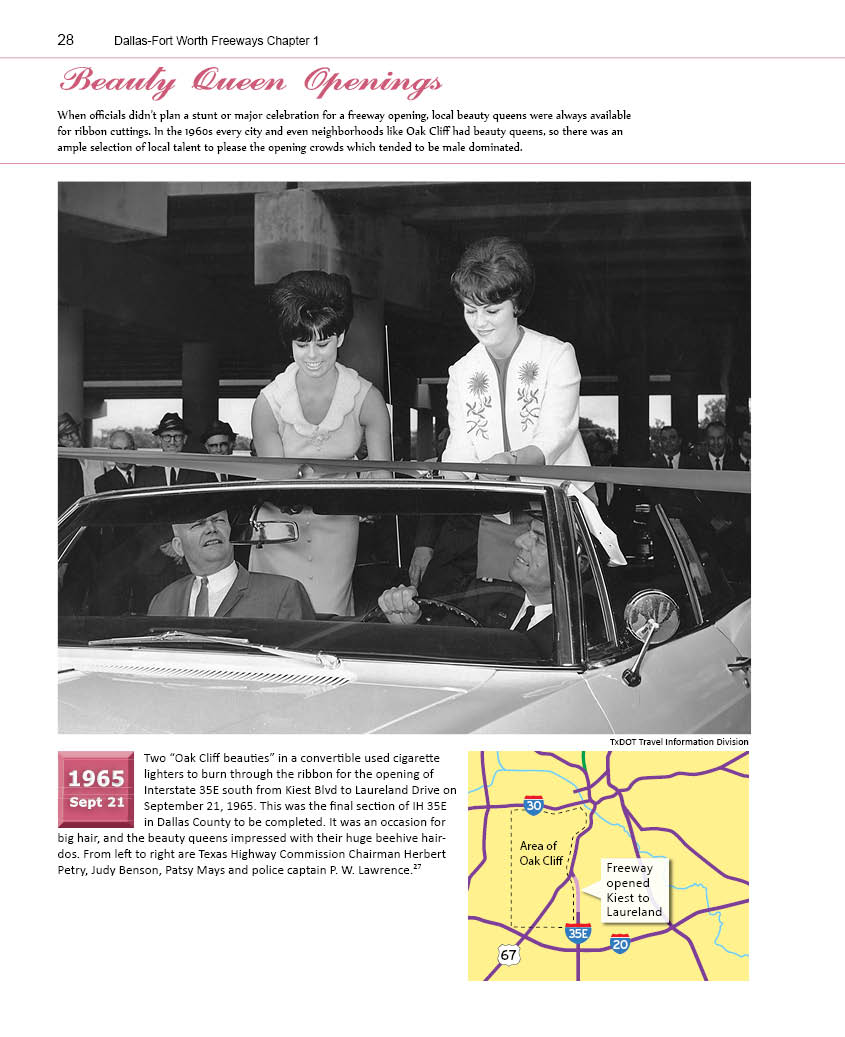 28 Dallas-Fort Worth Freeways Chapter 1
Beauty Queen Openings
When officials didn't plan a stunt or major celebration for a freeway opening, local beauty queens were always available
for ribbon cuttings. In the 1960s every city and even neighborhoods like Oak Cliff had beauty queens, so there was an
ample selection of local talent to please the opening crowds which tended to be male dominated.
TxDOT Travel Information Division
1965
Sept 21
Two “Oak Cliff beauties” in a convertible used cigarette
lighters to burn through the ribbon for the opening of
Interstate 35E south from Kiest Blvd to Laureland Drive on
September 21, 1965. This was the final section of IH 35E
in Dallas County to be completed. It was an occasion for
big hair, and the beauty queens impressed with their huge beehive hair-
dos. From left to right are Texas Highway Commission Chairman Herbert
Petry, Judy Benson, Patsy Mays and police captain P. W. Lawrence.27
30
Area of
Oak Cliff
Freeway
opened
Kiest to
Laureland
35E
20
67